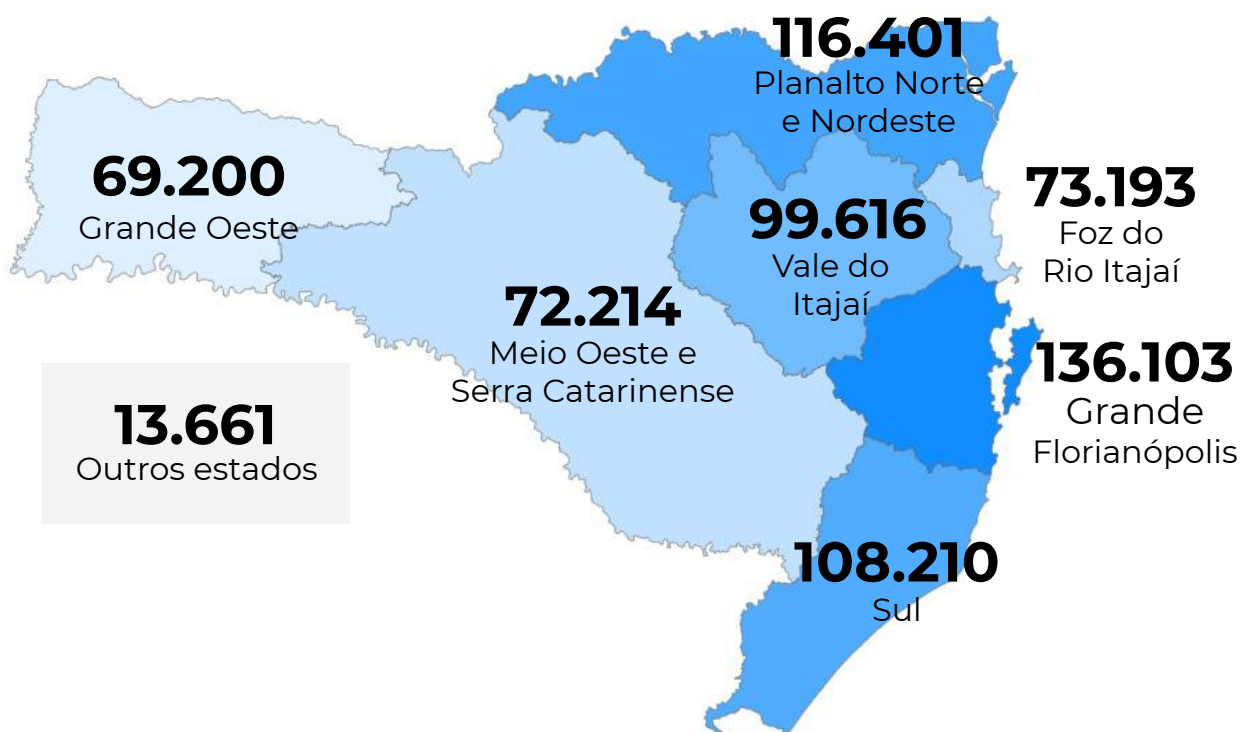 116.401
Planalto Norte
e Nordeste
69.200
Grande Oeste
99.616
Vale do
Itajaí
73.193
Foz do
Rio Itajaí
72.214
Meio Oeste e
Serra Catarinense
136.103
Grande
Florianópolis
13.661
Outros estados
108.210
Sul